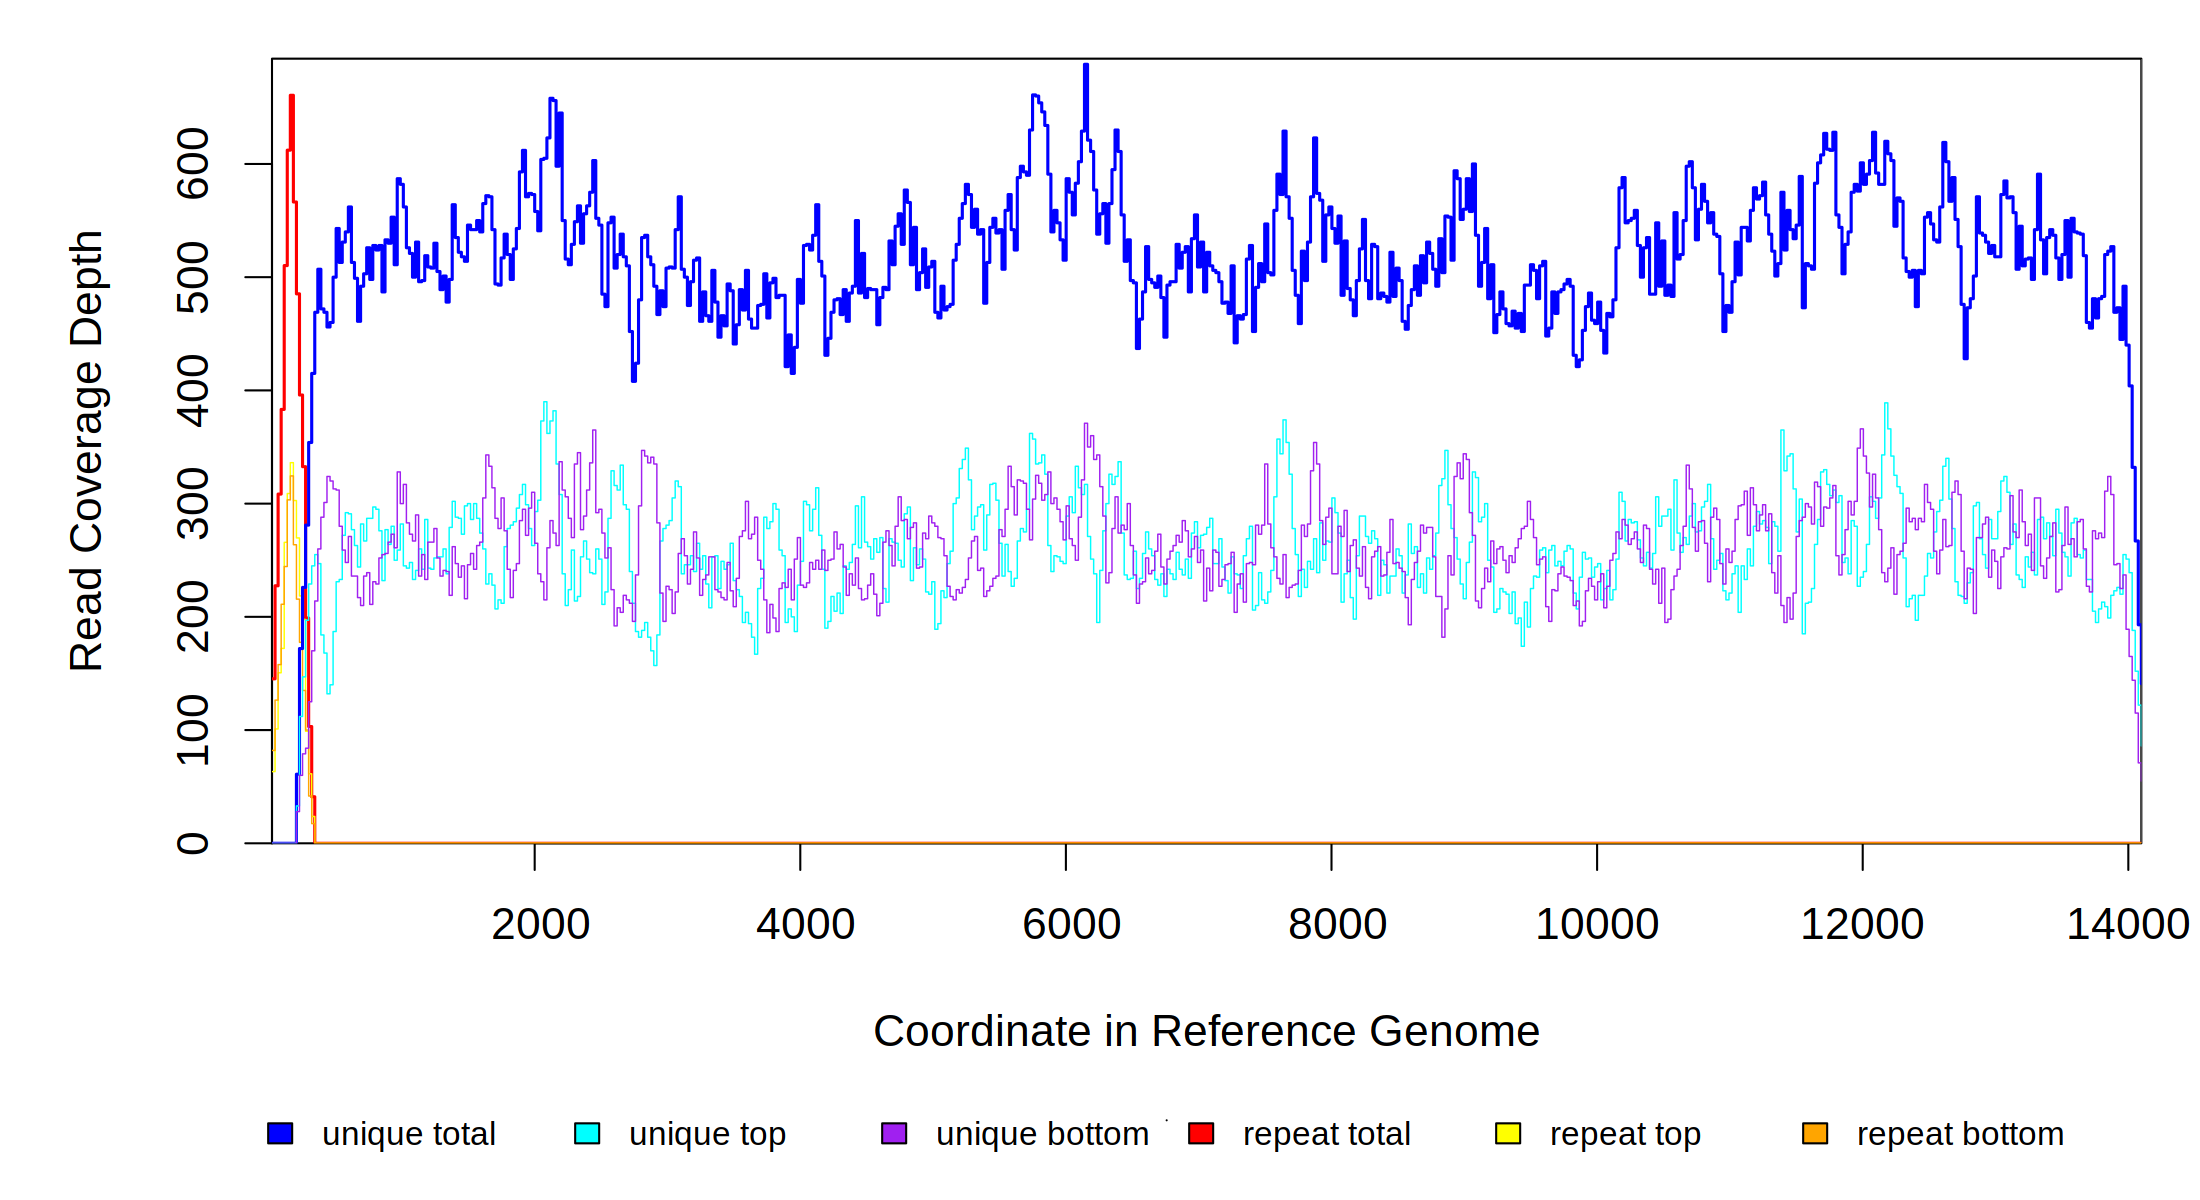 Read Coverage Depth
600
500
400
300
200
100
0
2000 4000 6000 8000 10000 12000 14000
Coordinate in Reference Genome
unique total unique top unique bottom repeat total repeat top repeat bottom